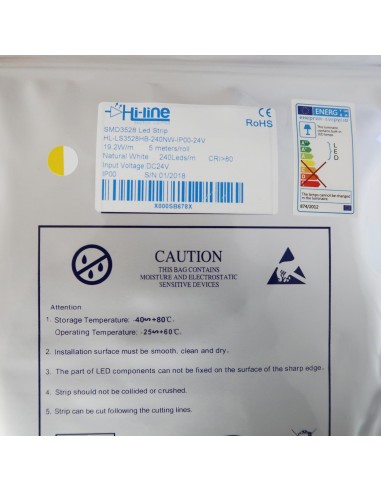 Hi-line
SMD3528 Led Strip
HL-LS3528H9-240NW-IP00-24V
19.2W/m 5 meters/roll
Natural White 240Leds/m CRI>80
Input Voltage DC24V
IP00 S/N 01/2018
X000SB678X
CE
RoHS
ENERG
LED
874/2012
CAUTION
THIS BAG CONTAINS
MOISTURE AND ELECTROSTATIC
SENSITIVE DEVICES
Attention
1. Storage Temperature: -40~+80℃
Operating Temperature: -25~+60℃
2. Installation surface must be smooth, clean and dry.
3. The part of LED components can not be fixed on the surface of the sharp edge.
4. Strip should not be collided or crushed.
5. Strip can be cut following the cutting lines.